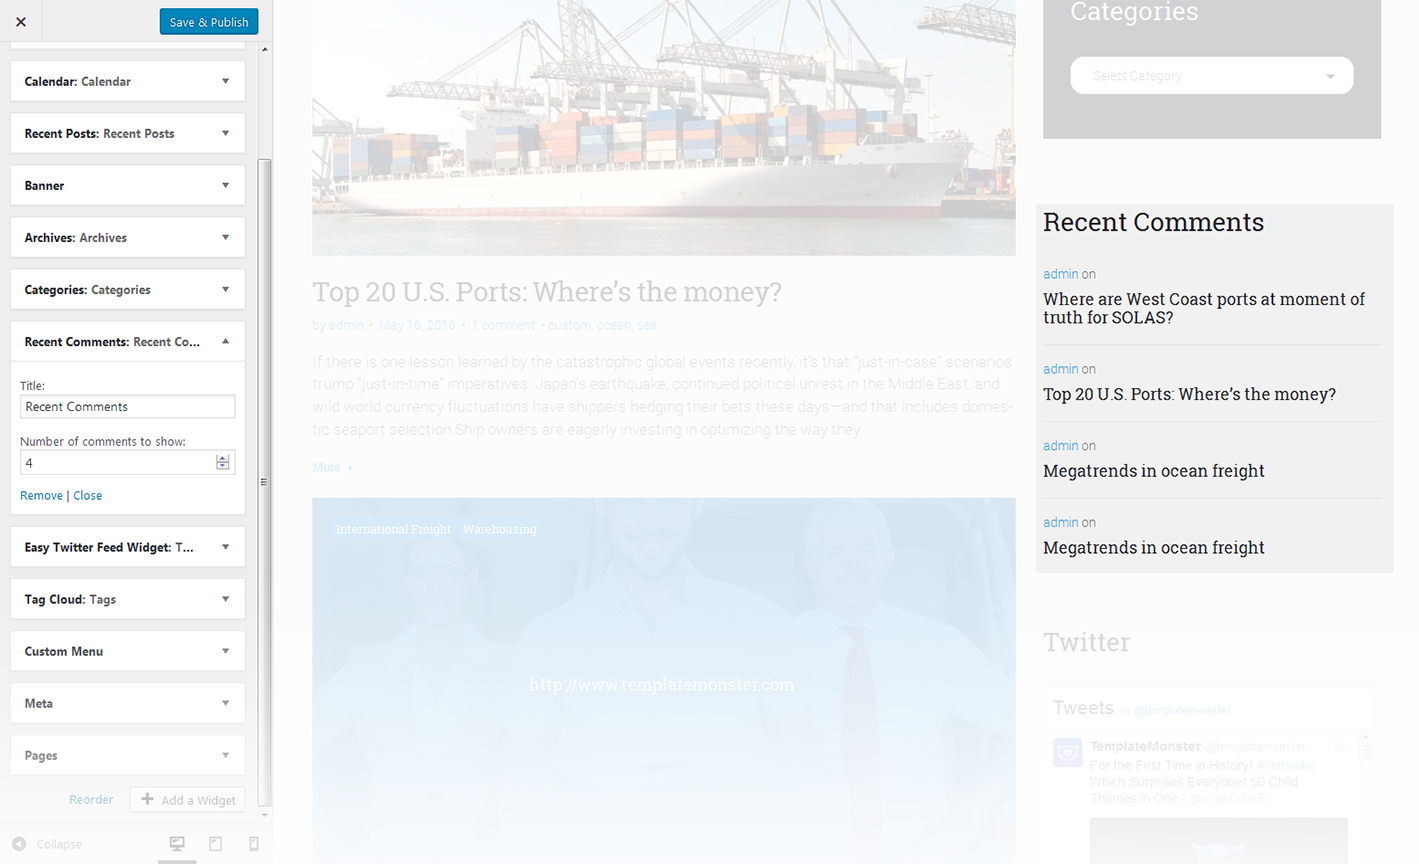 Save & Publish
Calendar: Calendar
Recent Posts: Recent Posts
Banner
Archives: Archives
Categories: Categories
Recent Comments: Recent Co...
Title:
Recent Comments
Number of comments to show:
4
Remove | Close
Easy Twitter Feed Widget: T...
Tag Cloud: Tags
Custom Menu
Meta
Pages
Reorder
Add a Widget
Collapse
Top 20 U.S. Ports: Where’s the money?
by admin • May 16, 2016 • 1 comment • custom, ocean, sea
If there is one lesson learned by the catastrophic global events recently, it’s that “just-in-case” scenarios
trump “just-in-time” imperatives. Japan’s earthquake, continued political unrest in the Middle East, and
wild world currency fluctuations have shippers hedging their bets these days—and that includes domes-
tic seaport selection Ship owners are eagerly investing in optimizing the way they...
More
International Freight Warehousing
http://www.templatemonster.com
Categories
Select Category
Recent Comments
admin on
Where are West Coast ports at moment of
truth for SOLAS?
admin on
Top 20 U.S. Ports: Where’s the money?
admin on
Megatrends in ocean freight
admin on
Megatrends in ocean freight
Twitter
Tweets by @templatemonster
TemplateMonster @templatemonster
For the First Time in History! #Template
Which Surprises Everyone! 50 Child
Themes in One -